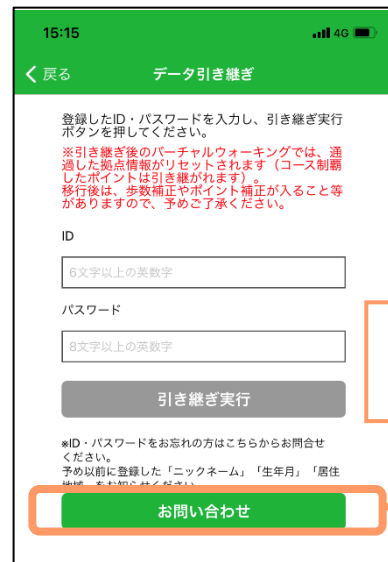 15:15 4G
戻る データ引き継ぎ
登録したID・パスワードを入力し、引き継ぎ実行
ボタンを押してください。
※引き継ぎ後のバーチャルウォーキングでは、通
過した拠点情報がリセットされます（コース制覇
したポイントは引き継がれます）。
移行後は、歩数補正やポイント補正が入ること等
がありますので、予めご了承ください。
ID
6文字以上の英数字
パスワード
8文字以上の英数字
引き継ぎ実行
※ID・パスワードをお忘れの方はこちらからお問合せ
ください。
予め以前に登録した「ニックネーム」「生年月」「居住
お問い合わせ